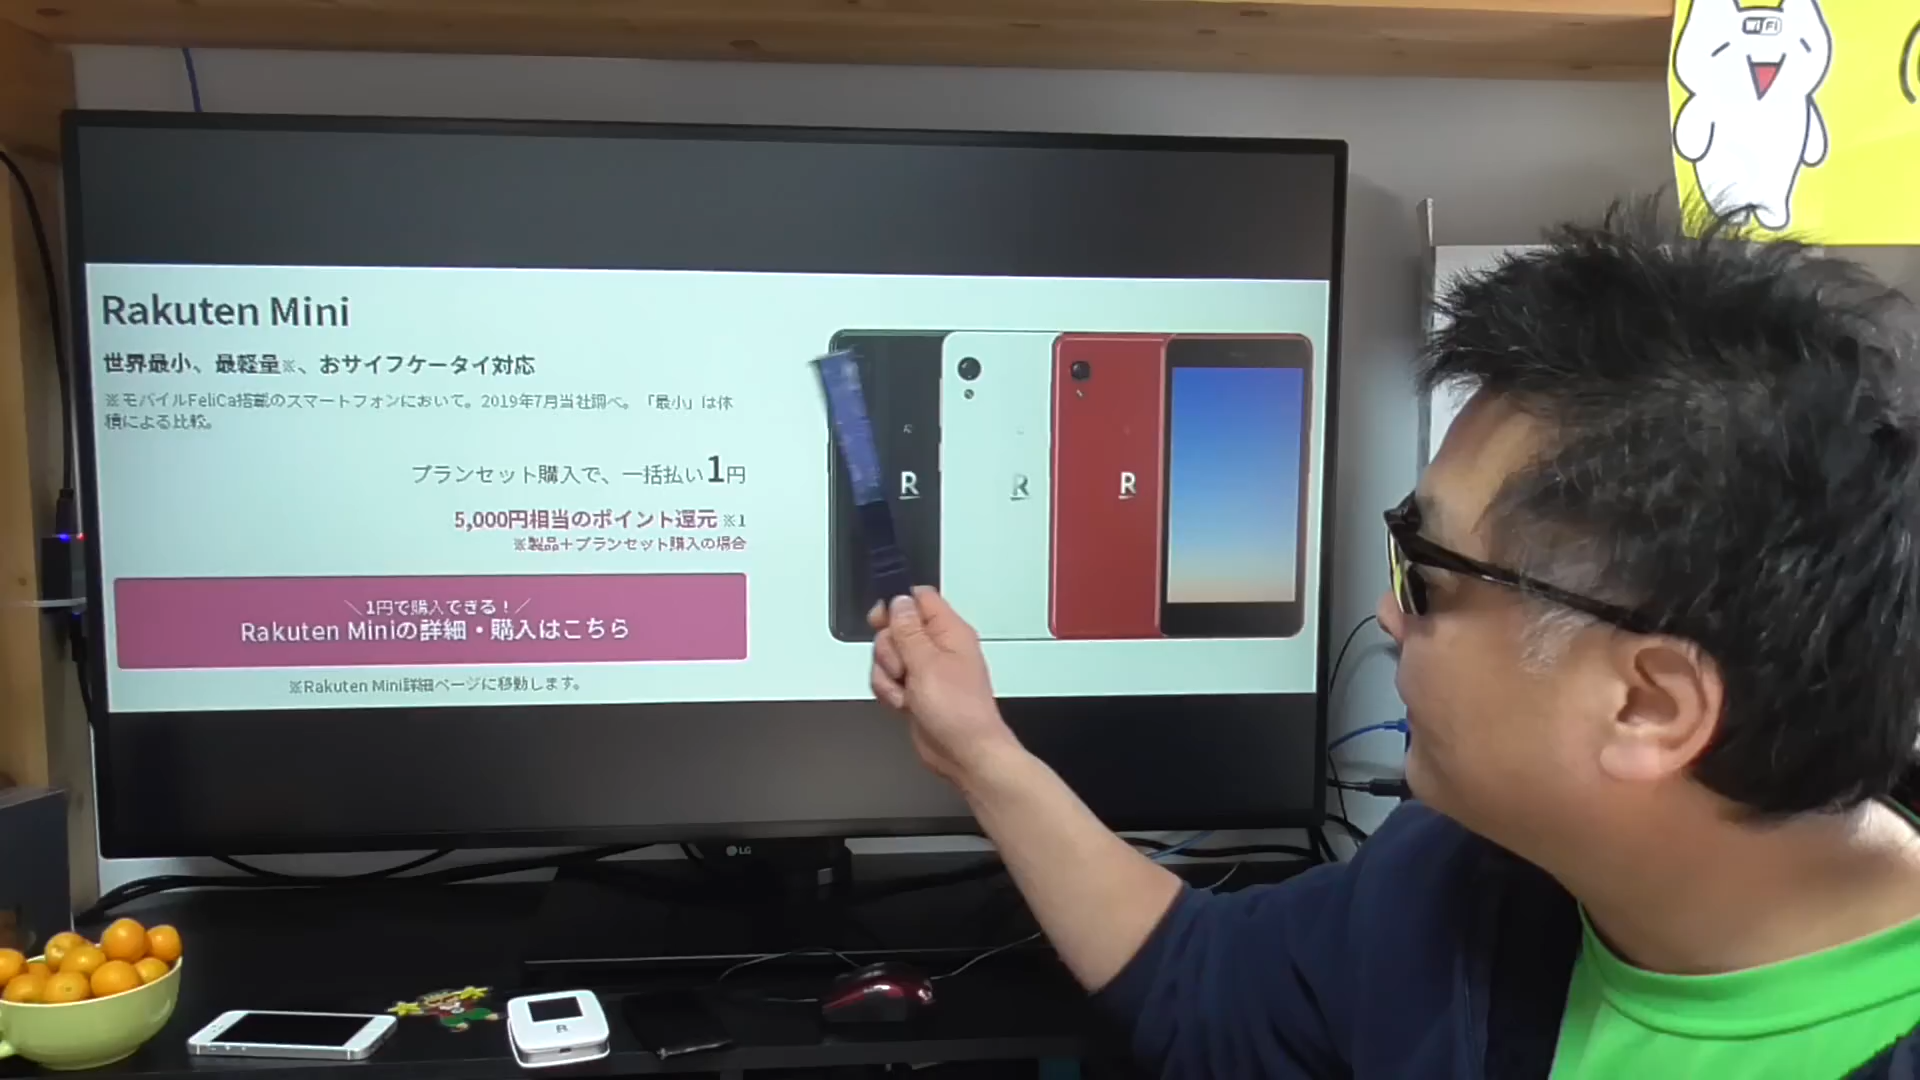 Wi Fi
Rakuten Mini
世界最小、最軽量※、おサイフケータイ対応
※モバイルFeliCa搭載のスマートフォンにおいて。2019年7月当社調べ。「最小」は体
積による比較。
プランセット購入で、一括払い1円
5,000円相当のポイント還元 ※1
※製品+プランセット購入の場合
＼ 1円で購入できる！／
Rakuten Miniの詳細・購入はこちら
※Rakuten Mini詳細ページに移動します。
R
R
R
LG
R